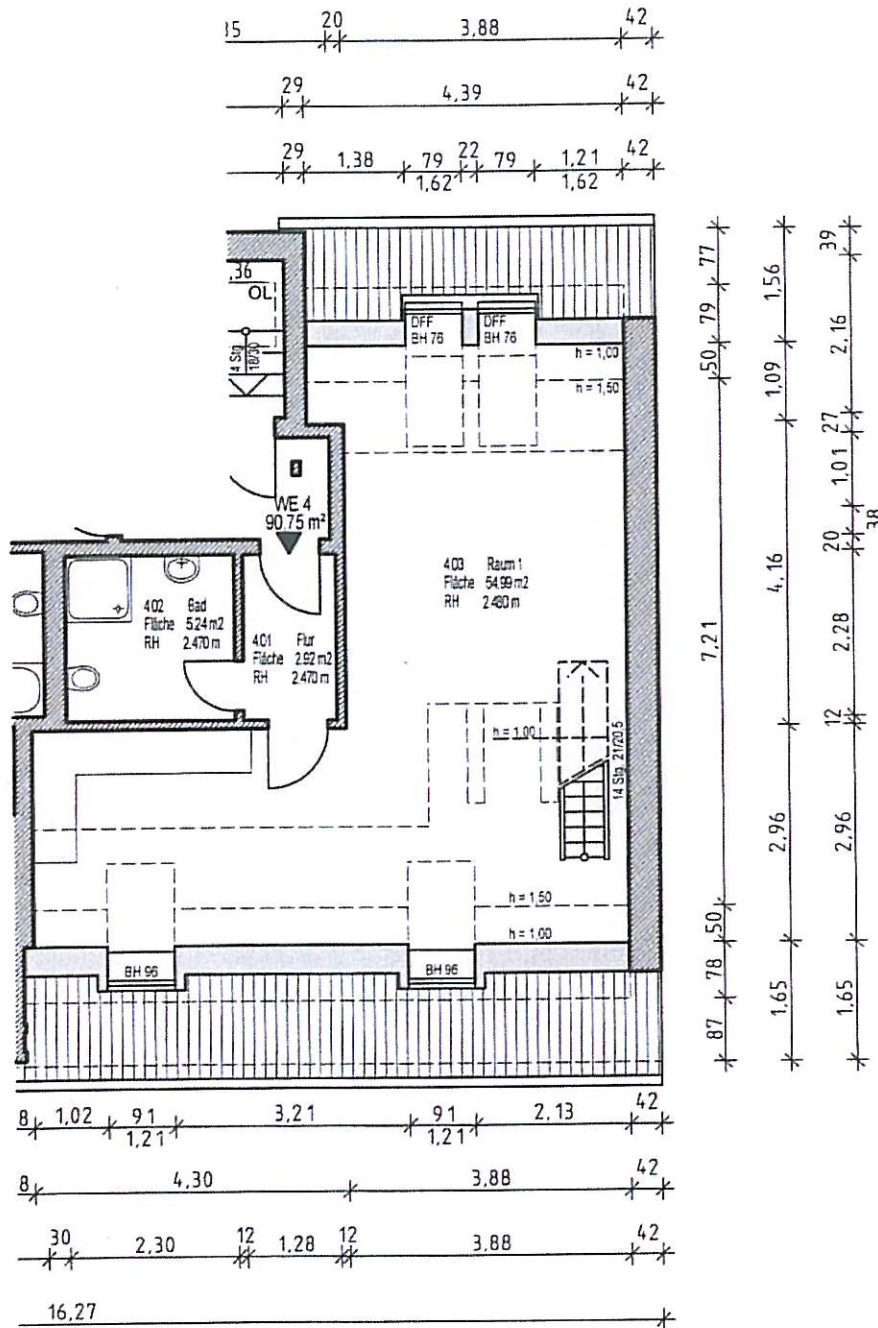 20
3,88
42
29
4,39
42
29
1,38
79
22
79
1,21
42
1,62
1,62
,36
OL
4 Stg.
18/30
DFF
BH 76
DFF
BH 76
h = 1,00
h = 1,50
WE 4
90.75 m²
4.02 Bad
Fläche 5.24 m2
RH 2.470 m
4.01 Flur
Fläche 2.92 m2
RH 2.470 m
4.03 Raum 1
Fläche 54.99 m2
RH 2.480 m
h = 1,00
14 Stg. 21/20,5
h = 1,50
h = 1,00
BH 96
BH 96
77
79
50
7,21
50
78
87
1,56
1,09
4,16
2,96
1,65
39
2,16
27
1,01
38
20
2,28
12
2,96
1,65
8
1,02
91
3,21
91
2,13
42
1,21
1,21
8
4,30
3,88
42
30
2,30
12
1,28
12
3,88
42
16,27